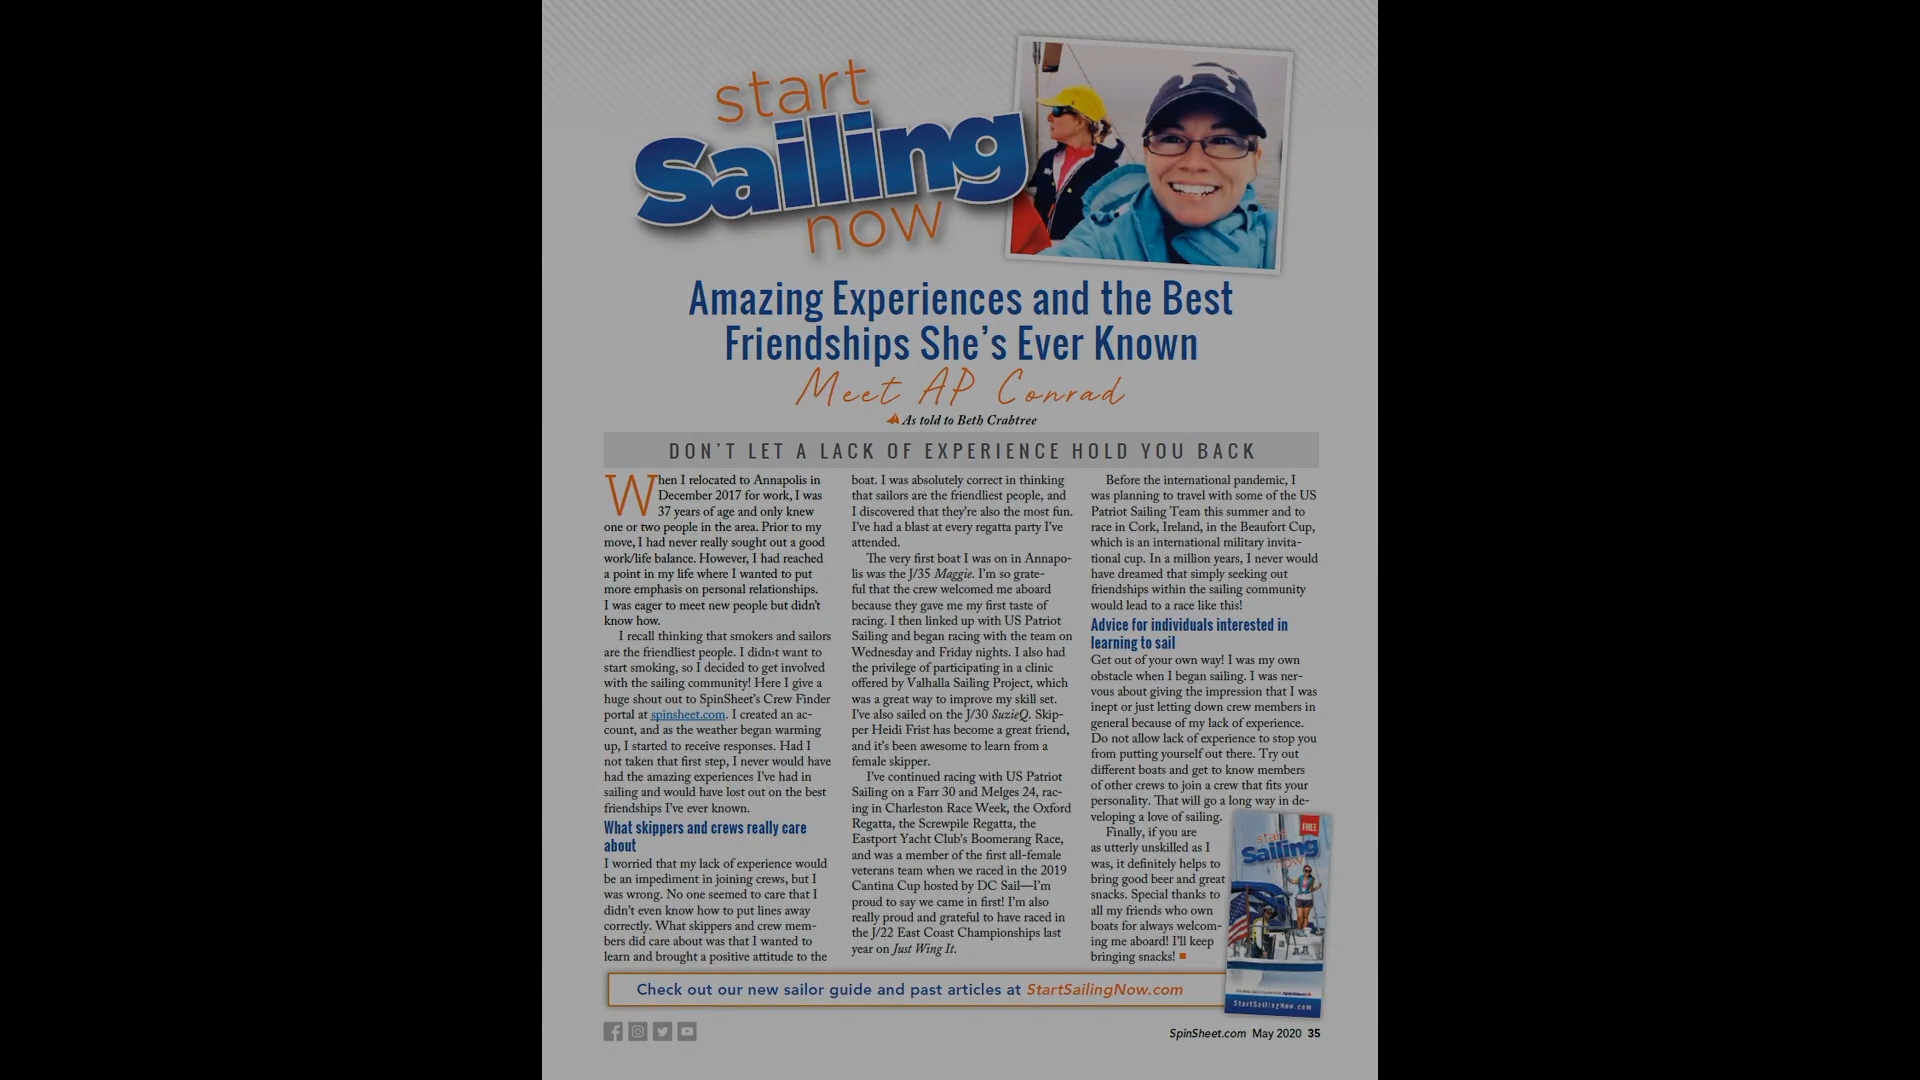 start
Sailing
now
Amazing Experiences and the Best
Friendships She's Ever Known
Meet AP Conrad
As told to Beth Crabtree
DON'T LET A LACK OF EXPERIENCE HOLD YOU BACK
When I relocated to Annapolis in
December 2017 for work, I was
37 years of age and only knew
one or two people in the area. Prior to my
move, I had never really sought out a good
work/life balance. However, I had reached
a point in my life where I wanted to put
more emphasis on personal relationships.
I was eager to meet new people but didn't
know how.
I recall thinking that smokers and sailors
are the friendliest people. I didn›t want to
start smoking, so I decided to get involved
with the sailing community! Here I give a
huge shout out to SpinSheet's Crew Finder
portal at spinsheet.com. I created an ac-
count, and as the weather began warming
up, I started to receive responses. Had I
not taken that first step, I never would have
had the amazing experiences I've had in
sailing and would have lost out on the best
friendships I've ever known.
What skippers and crews really care
about
I worried that my lack of experience would
be an impediment in joining crews, but I
was wrong. No one seemed to care that I
didn't even know how to put lines away
correctly. What skippers and crew mem-
bers did care about was that I wanted to
learn and brought a positive attitude to the
boat. I was absolutely correct in thinking
that sailors are the friendliest people, and
I discovered that they're also the most fun.
I've had a blast at every regatta party I've
attended.
The very first boat I was on in Annapo-
lis was the J/35 Maggie. I'm so grate-
ful that the crew welcomed me aboard
because they gave me my first taste of
racing. I then linked up with US Patriot
Sailing and began racing with the team on
Wednesday and Friday nights. I also had
the privilege of participating in a clinic
offered by Valhalla Sailing Project, which
was a great way to improve my skill set.
I've also sailed on the J/30 SuzieQ. Skip-
per Heidi Frist has become a great friend,
and it's been awesome to learn from a
female skipper.
I've continued racing with US Patriot
Sailing on a Farr 30 and Melges 24, rac-
ing in Charleston Race Week, the Oxford
Regatta, the Screwpile Regatta, the
Eastport Yacht Club's Boomerang Race,
and was a member of the first all-female
veterans team when we raced in the 2019
Cantina Cup hosted by DC Sail—I'm
proud to say we came in first! I'm also
really proud and grateful to have raced in
the J/22 East Coast Championships last
year on Just Wing It.
Before the international pandemic, I
was planning to travel with some of the US
Patriot Sailing Team this summer and to
race in Cork, Ireland, in the Beaufort Cup,
which is an international military invita-
tional cup. In a million years, I never would
have dreamed that simply seeking out
friendships within the sailing community
would lead to a race like this!
Advice for individuals interested in
learning to sail
Get out of your own way! I was my own
obstacle when I began sailing. I was ner-
vous about giving the impression that I was
inept or just letting down crew members in
general because of my lack of experience.
Do not allow lack of experience to stop you
from putting yourself out there. Try out
different boats and get to know members
of other crews to join a crew that fits your
personality. That will go a long way in de-
veloping a love of sailing.
Finally, if you are
as utterly unskilled as I
was, it definitely helps to
bring good beer and great
snacks. Special thanks to
all my friends who own
boats for always welcom-
ing me aboard! I'll keep
bringing snacks!
FREE
start
Sailing
now
StartSailingNow.com
Check out our new sailor guide and past articles at StartSailingNow.com
SpinSheet.com May 2020 35